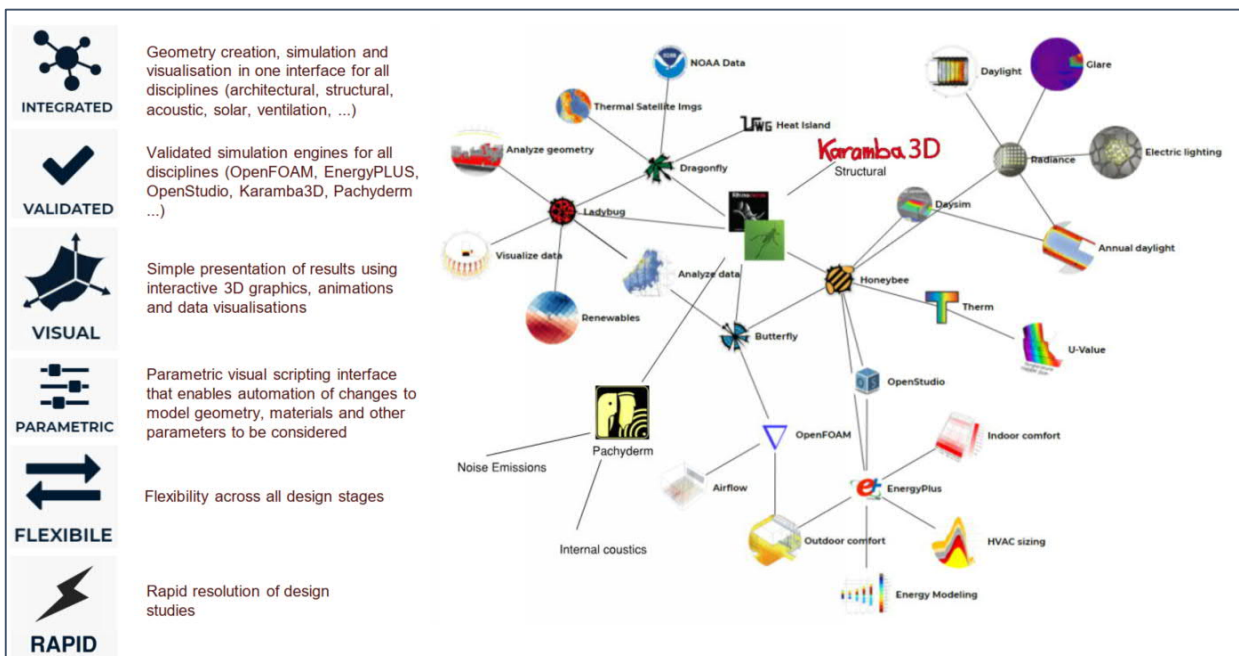 INTEGRATED
Geometry creation, simulation and
visualisation in one interface for all
disciplines (architectural, structural,
acoustic, solar, ventilation, ...)
VALIDATED
Validated simulation engines for all
disciplines (OpenFOAM, EnergyPLUS,
OpenStudio, Karamba3D, Pachyderm
...)
VISUAL
Simple presentation of results using
interactive 3D graphics, animations
and data visualisations
PARAMETRIC
Parametric visual scripting interface
that enables automation of changes to
model geometry, materials and other
parameters to be considered
FLEXIBILE
Flexibility across all design stages
RAPID
Rapid resolution of design
studies
NOAA Data
Thermal Satellite Imgs
UWG Heat Island
Analyze geometry
Dragonfly
Karamba 3D
Structural
Ladybug
Visualize data
Analyze data
Renewables
Butterfly
Daylight
Glare
Radiance
Electric lighting
Daysim
Annual daylight
Honeybee
Therm
T
U-Value
OpenStudio
OS
Pachyderm
Noise Emissions
Internal coustics
OpenFOAM
Airflow
Outdoor comfort
Indoor comfort
e+ EnergyPlus
HVAC sizing
Energy Modeling